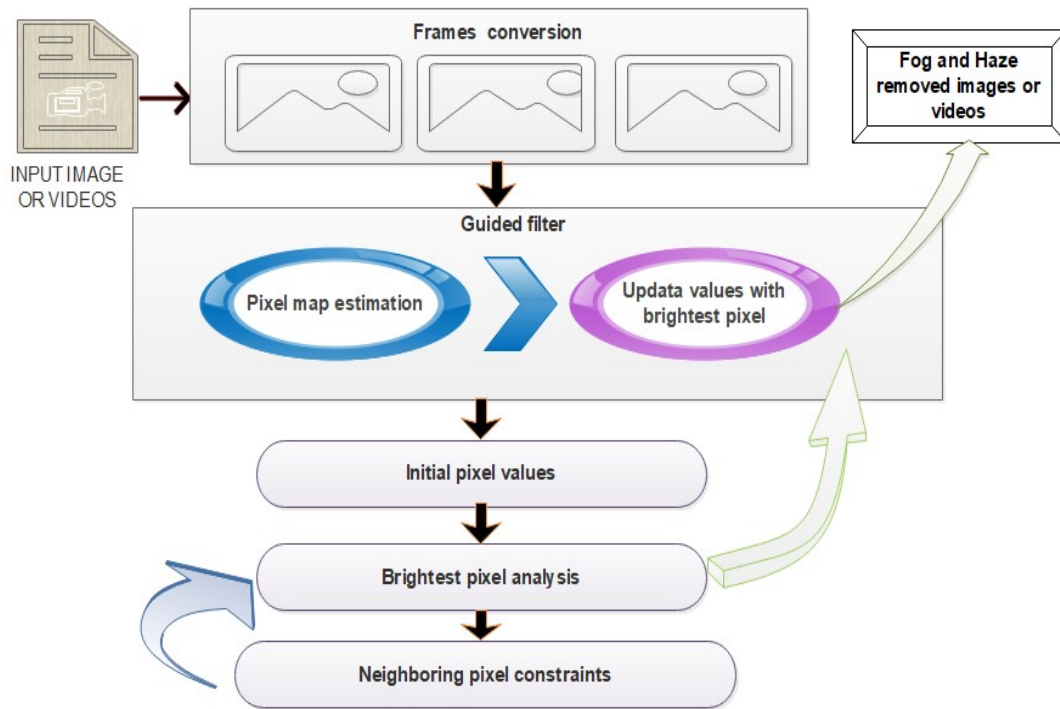 Frames conversion
INPUT IMAGE
OR VIDEOS
Fog and Haze
removed images or
videos
Guided filter
Pixel map estimation
Updata values with
brightest pixel
Initial pixel values
Brightest pixel analysis
Neighboring pixel constraints